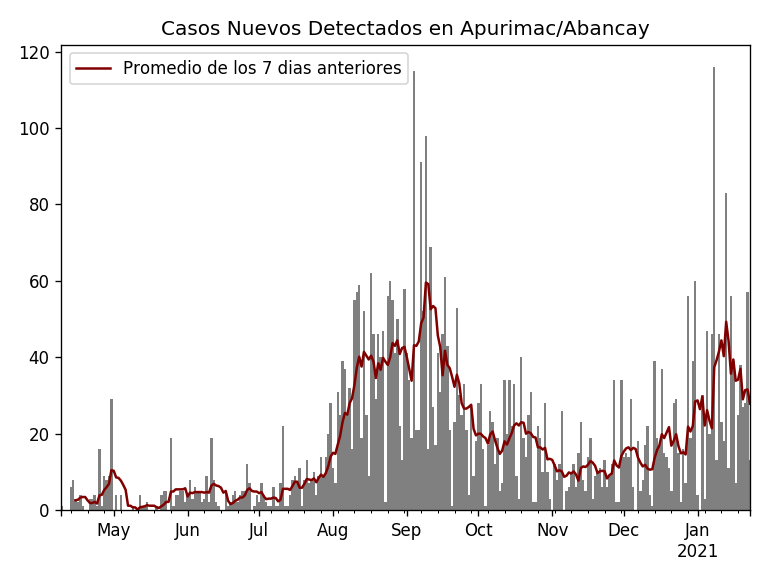 Casos Nuevos Detectados en Apurimac/Abancay
Promedio de los 7 dias anteriores
120
100
80
60
40
20
0
May Jun Jul Aug Sep Oct Nov Dec Jan
2021